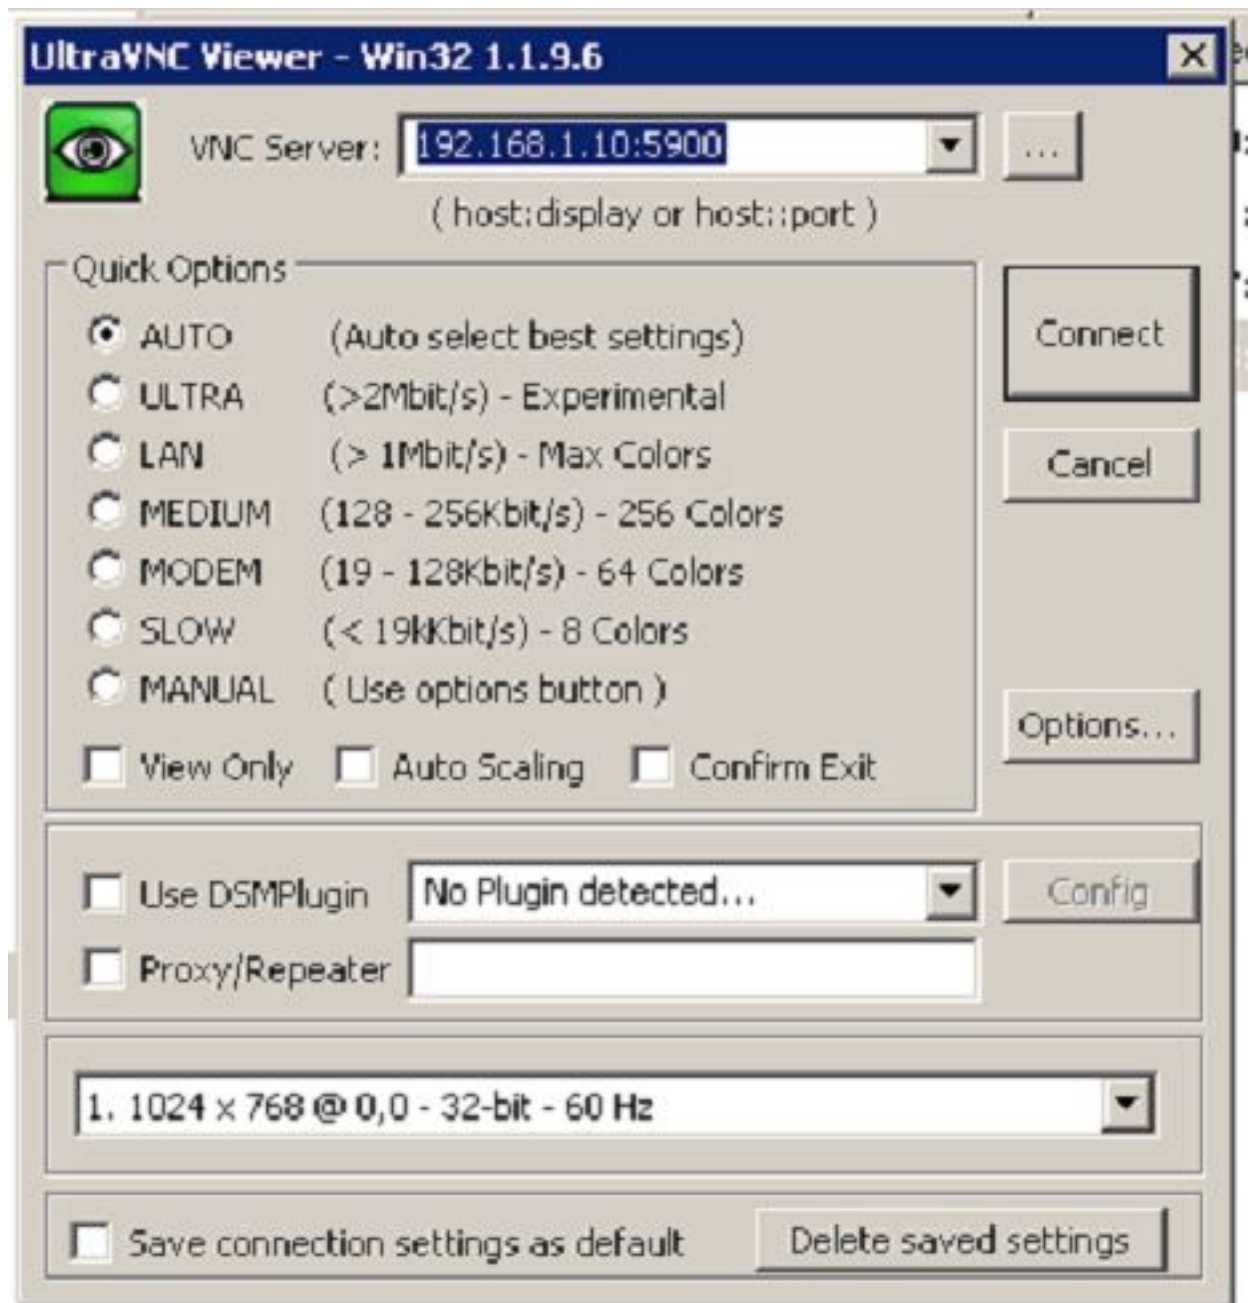 UltraVNC Viewer - Win32 1.1.9.6
VNC Server: 192.168.1.10:5900 ...
( host:display or host::port )
Quick Options
AUTO (Auto select best settings)
ULTRA (>2Mbit/s) - Experimental
LAN (> 1Mbit/s) - Max Colors
MEDIUM (128 - 256Kbit/s) - 256 Colors
MODEM (19 - 128Kbit/s) - 64 Colors
SLOW (< 19kKbit/s) - 8 Colors
MANUAL ( Use options button )
View Only Auto Scaling Confirm Exit
Connect
Cancel
Options...
Use DSMPlugin No Plugin detected... Config
Proxy/Repeater
1. 1024 x 768 @ 0,0 - 32-bit - 60 Hz
Save connection settings as default Delete saved settings